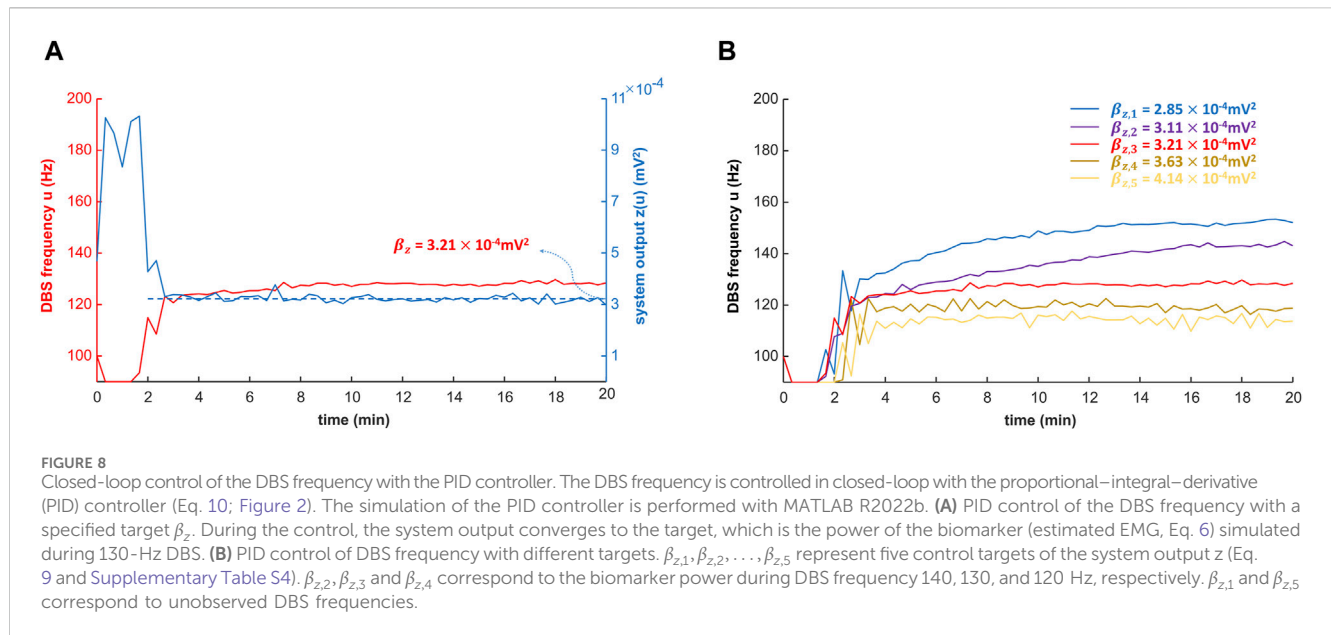 A
200
180
160
140
120
100
DBS frequency u (Hz)
11×10⁻⁴
9
7
5
3
1
system output z(u) (mV²)
β_z = 3.21 × 10⁻⁴mV²
0 2 4 6 8 10 12 14 16 18 20
time (min)
B
200
180
160
140
120
100
DBS frequency u (Hz)
β_z,1 = 2.85 × 10⁻⁴mV²
β_z,2 = 3.11 × 10⁻⁴mV²
β_z,3 = 3.21 × 10⁻⁴mV²
β_z,4 = 3.63 × 10⁻⁴mV²
β_z,5 = 4.14 × 10⁻⁴mV²
0 2 4 6 8 10 12 14 16 18 20
time (min)
FIGURE 8
Closed-loop control of the DBS frequency with the PID controller. The DBS frequency is controlled in closed-loop with the proportional–integral–derivative
(PID) controller (Eq. 10; Figure 2). The simulation of the PID controller is performed with MATLAB R2022b. (A) PID control of the DBS frequency with a
specified target β_z. During the control, the system output converges to the target, which is the power of the biomarker (estimated EMG, Eq. 6) simulated
during 130-Hz DBS. (B) PID control of DBS frequency with different targets. β_z,1, β_z,2, . . . , β_z,5 represent five control targets of the system output z (Eq.
9 and Supplementary Table S4). β_z,2, β_z,3 and β_z,4 correspond to the biomarker power during DBS frequency 140, 130, and 120 Hz, respectively. β_z,1 and β_z,5
correspond to unobserved DBS frequencies.